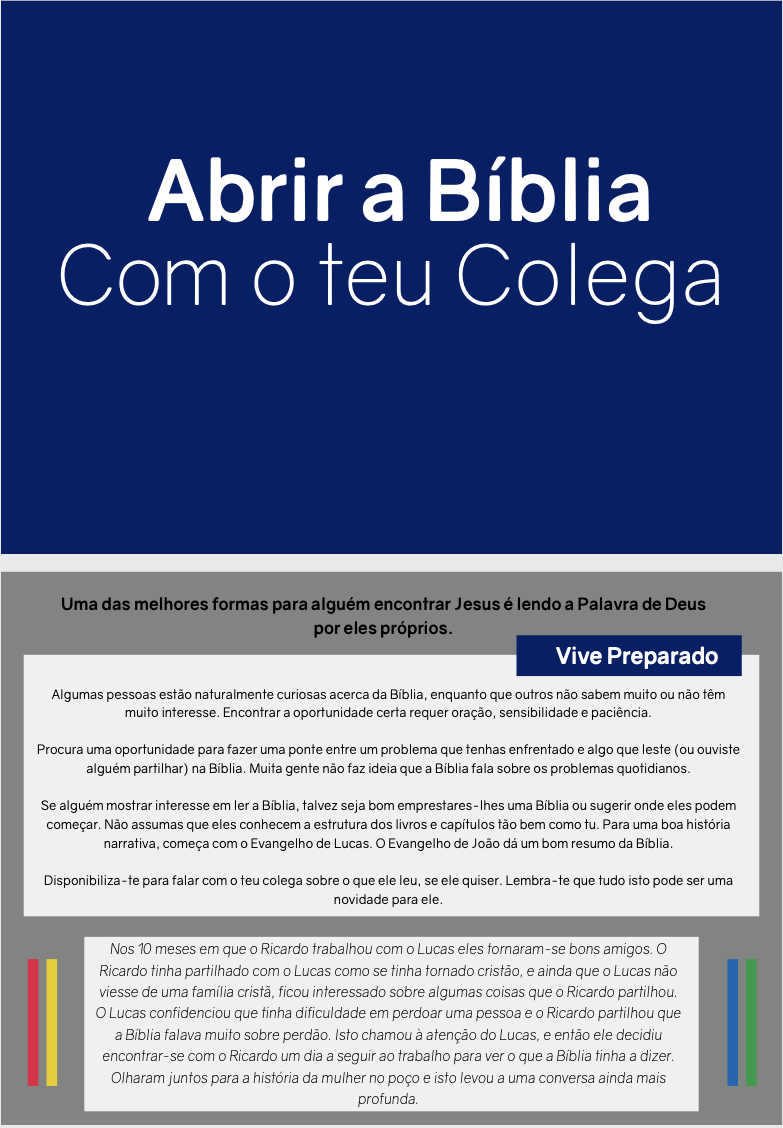 Abrir a Bíblia
Com o teu Colega
Uma das melhores formas para alguém encontrar Jesus é lendo a Palavra de Deus
por eles próprios.
Vive Preparado
Algumas pessoas estão naturalmente curiosas acerca da Bíblia, enquanto que outros não sabem muito ou não têm
muito interesse. Encontrar a oportunidade certa requer oração, sensibilidade e paciência.
Procura uma oportunidade para fazer uma ponte entre um problema que tenhas enfrentado e algo que leste (ou ouviste
alguém partilhar) na Bíblia. Muita gente não faz ideia que a Bíblia fala sobre os problemas quotidianos.
Se alguém mostrar interesse em ler a Bíblia, talvez seja bom emprestares-lhes uma Bíblia ou sugerir onde eles podem
começar. Não assumas que eles conhecem a estrutura dos livros e capítulos tão bem como tu. Para uma boa história
narrativa, começa com o Evangelho de Lucas. O Evangelho de João dá um bom resumo da Bíblia.
Disponibiliza-te para falar com o teu colega sobre o que ele leu, se ele quiser. Lembra-te que tudo isto pode ser uma
novidade para ele.
Nos 10 meses em que o Ricardo trabalhou com o Lucas eles tornaram-se bons amigos. O
Ricardo tinha partilhado com o Lucas como se tinha tornado cristão, e ainda que o Lucas não
viesse de uma família cristã, ficou interessado sobre algumas coisas que o Ricardo partilhou.
O Lucas confidenciou que tinha dificuldade em perdoar uma pessoa e o Ricardo partilhou que
a Bíblia falava muito sobre perdão. Isto chamou à atenção do Lucas, e então ele decidiu
encontrar-se com o Ricardo um dia a seguir ao trabalho para ver o que a Bíblia tinha a dizer.
Olharam juntos para a história da mulher no poço e isto levou a uma conversa ainda mais
profunda.